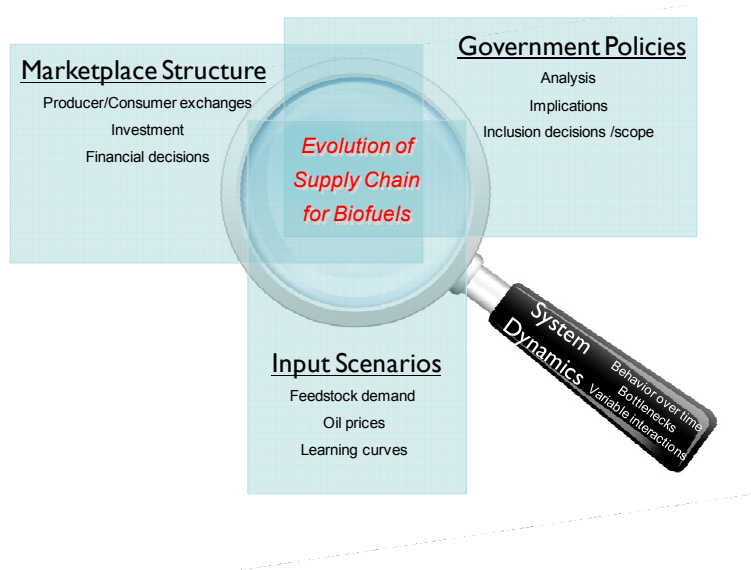 Marketplace Structure
Producer/Consumer exchanges
Investment
Financial decisions
Government Policies
Analysis
Implications
Inclusion decisions /scope
Evolution of
Supply Chain
for Biofuels
Input Scenarios
Feedstock demand
Oil prices
Learning curves
System
Dynamics
Behavior over time
Bottlenecks
Variable interactions